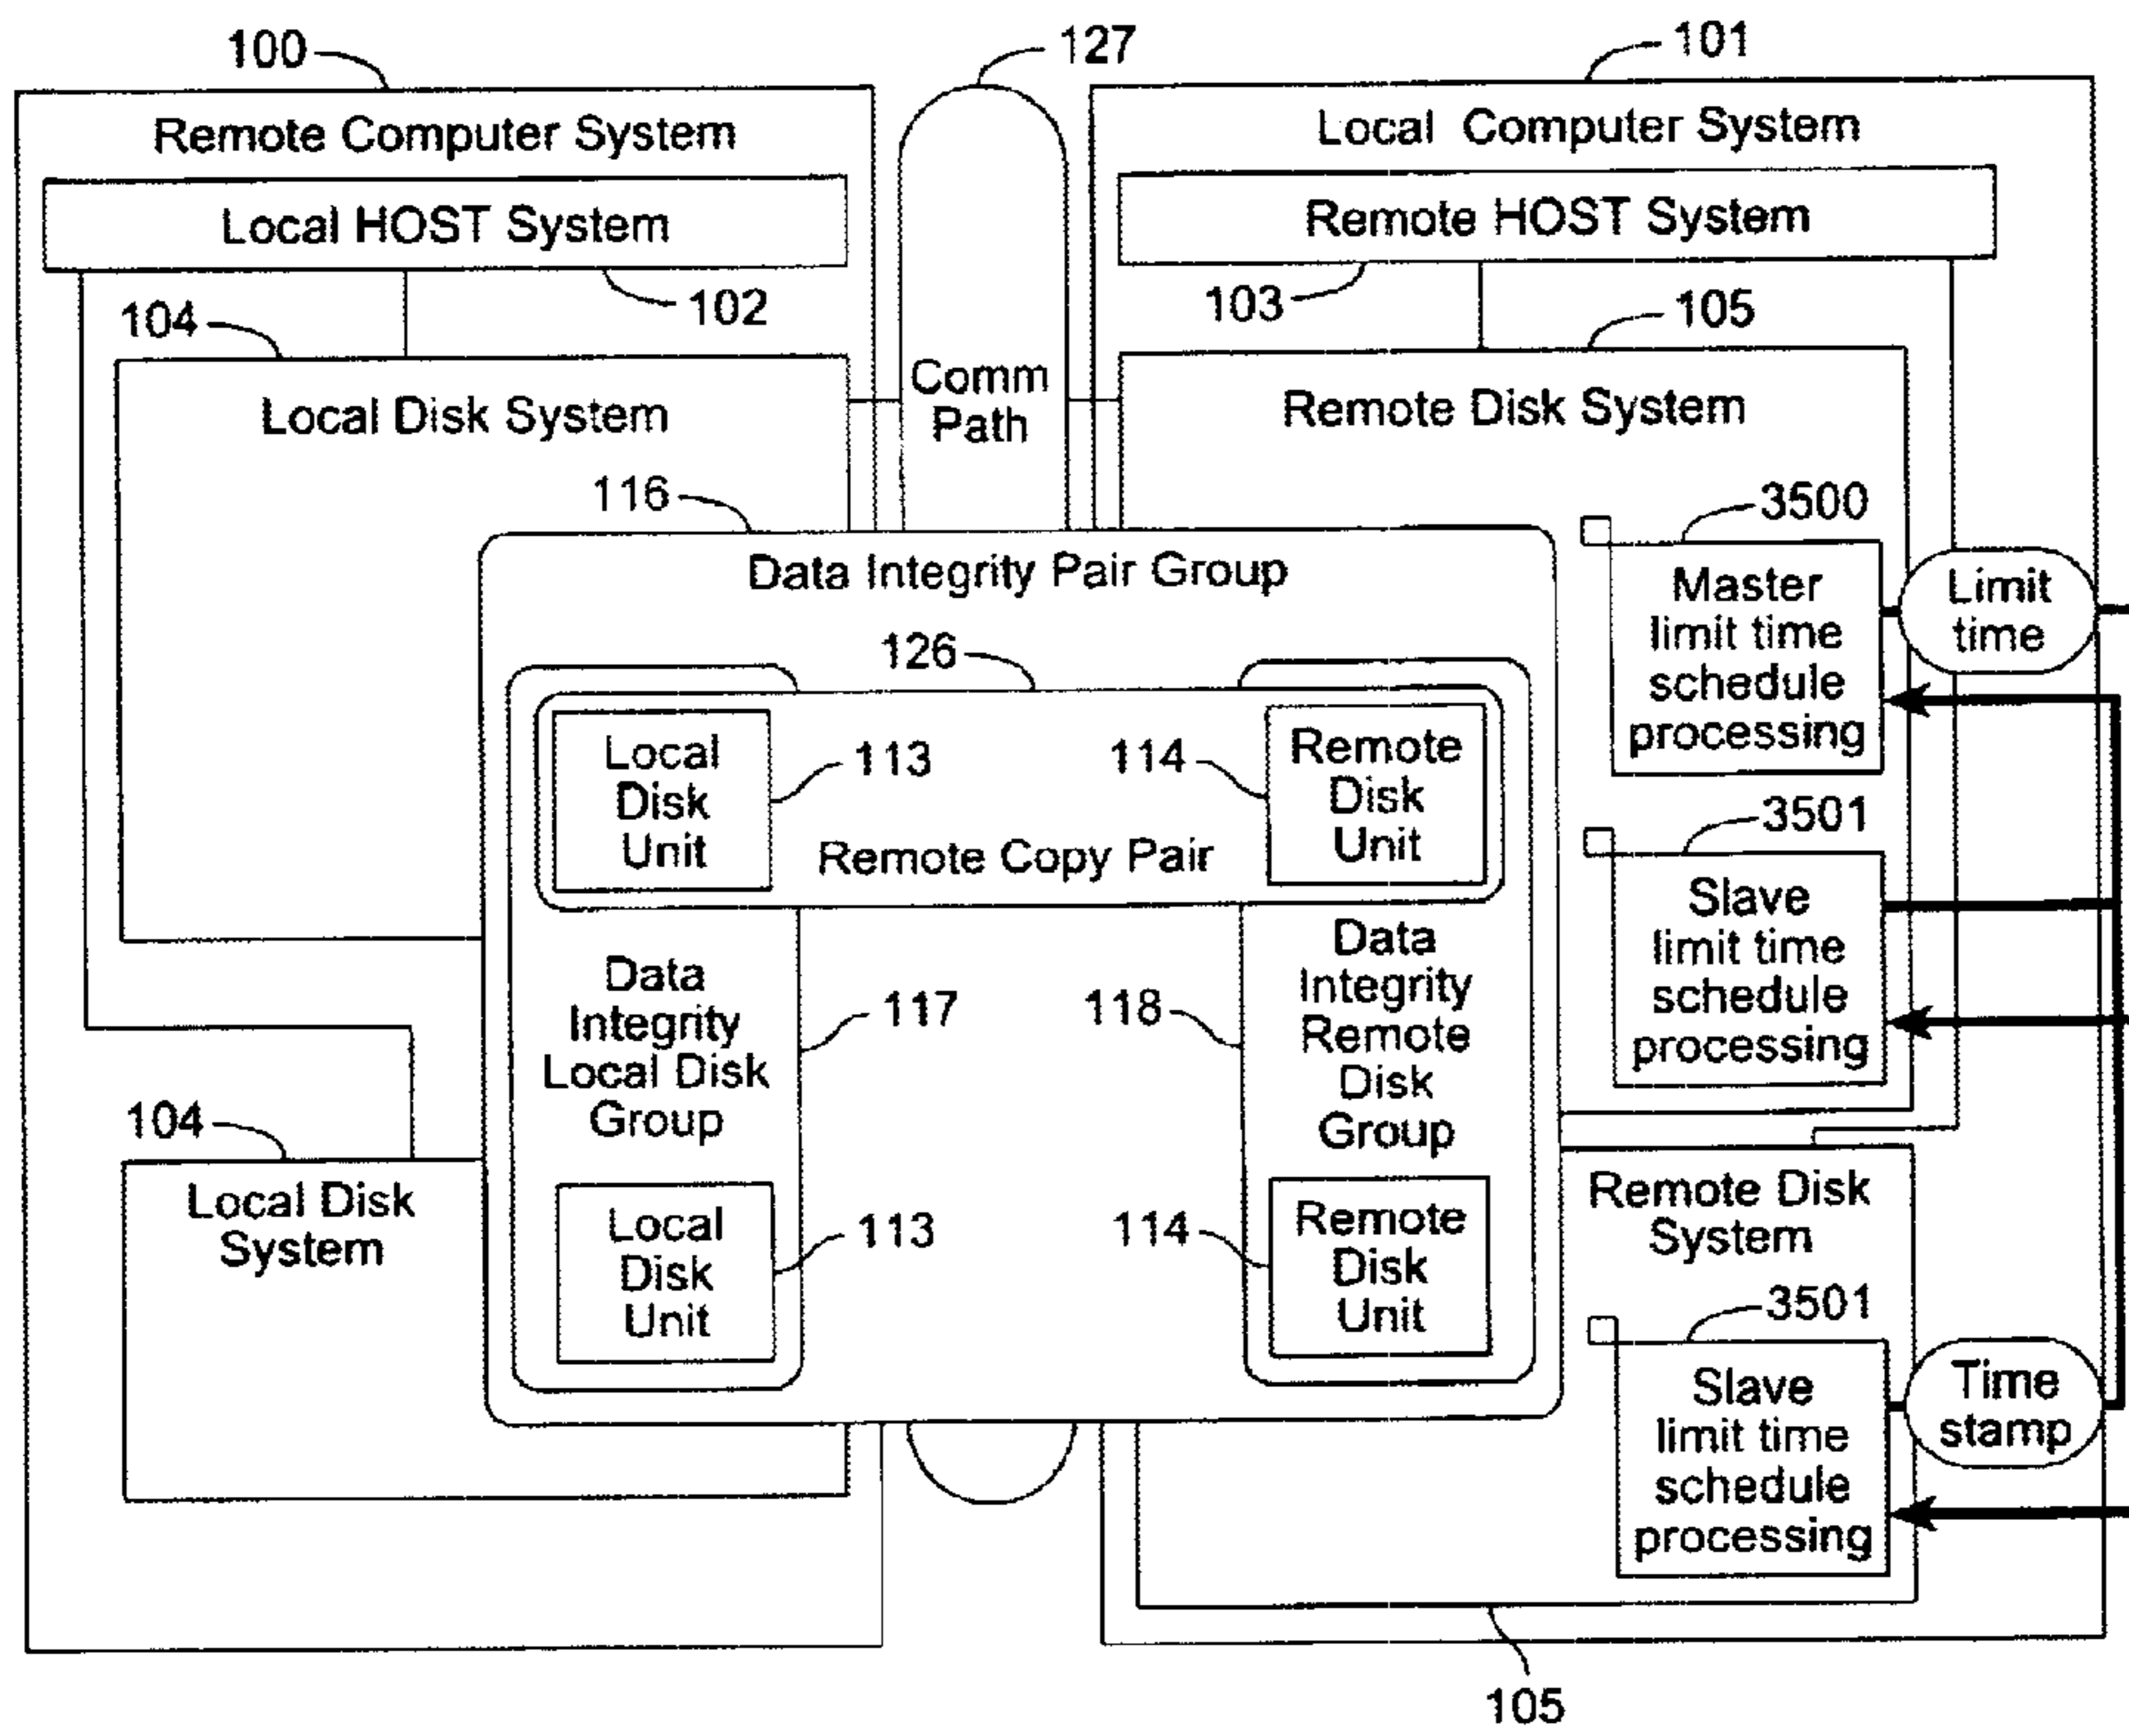 100
127
101
Remote Computer System
Local Computer System
Local HOST System
Remote HOST System
102
103
104
105
Local Disk System
Comm
Path
Remote Disk System
116
3500
Data Integrity Pair Group
Master
limit time
schedule
processing
Limit
time
126
Local
Disk
Unit
113
114
Remote
Disk
Unit
Remote Copy Pair
3501
Slave
limit time
schedule
processing
Data
Integrity
Local Disk
Group
117
118
Data
Integrity
Remote
Disk
Group
104
Local Disk
System
Local
Disk
Unit
113
114
Remote
Disk
Unit
Remote Disk
System
3501
Slave
limit time
schedule
processing
Time
stamp
105